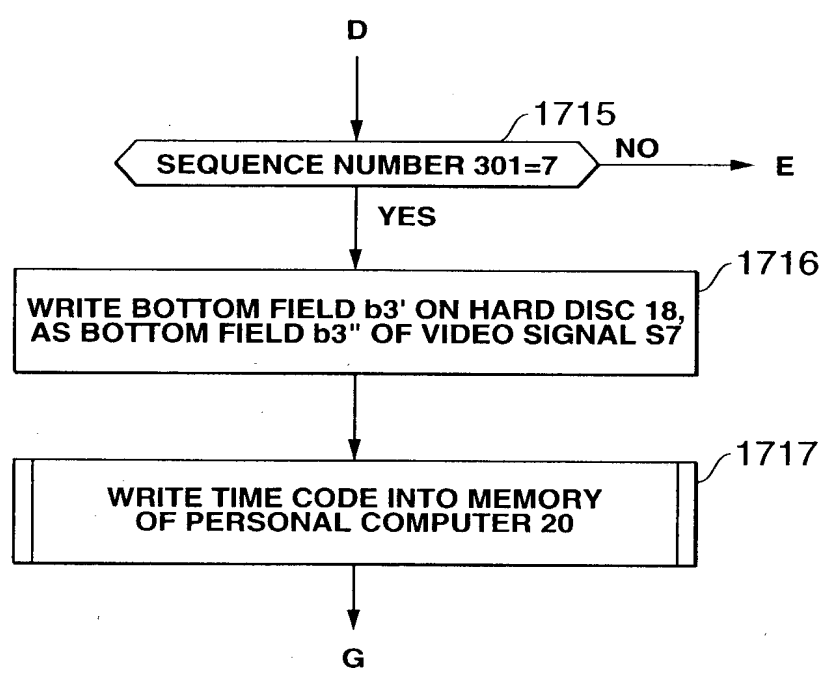 D
1715
SEQUENCE NUMBER 301=7
NO
E
YES
1716
WRITE BOTTOM FIELD b3' ON HARD DISC 18,
AS BOTTOM FIELD b3" OF VIDEO SIGNAL S7
1717
WRITE TIME CODE INTO MEMORY
OF PERSONAL COMPUTER 20
G